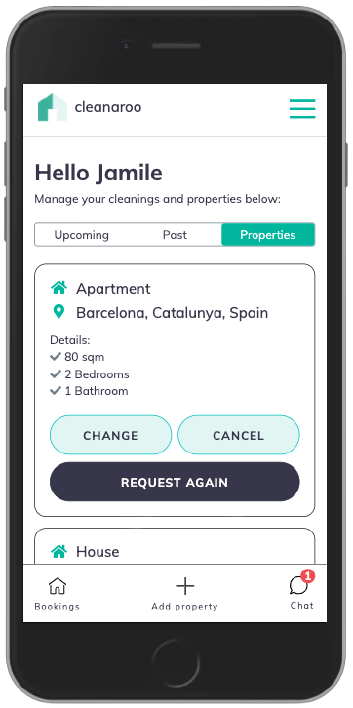 cleanaroo
Hello Jamile
Manage your cleanings and properties below:
Upcoming Past Properties
Apartment
Barcelona, Catalunya, Spain
Details:
80 sqm
2 Bedrooms
1 Bathroom
CHANGE CANCEL
REQUEST AGAIN
House
1
Bookings Add property Chat